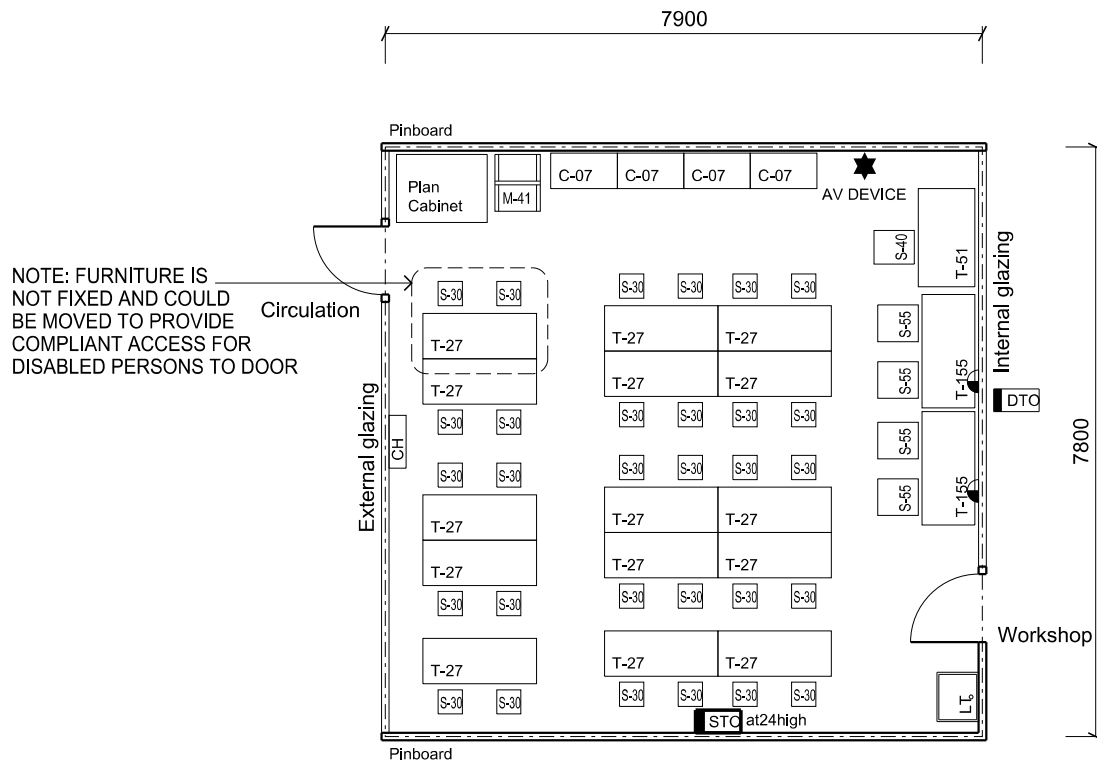 7900
Pinboard
Plan
Cabinet
M-41
C-07 C-07 C-07 C-07
AV DEVICE
S-40
T-51
Internal glazing
NOTE: FURNITURE IS
NOT FIXED AND COULD
BE MOVED TO PROVIDE
COMPLIANT ACCESS FOR
DISABLED PERSONS TO DOOR
Circulation
S-30 S-30 S-30 S-30 S-30 S-30
T-27 T-27 T-27
S-55
T-27 T-27 T-27
S-55
T-155
DTO
S-30 S-30 S-30 S-30 S-30 S-30
External glazing
CH
S-55
7800
S-30 S-30 S-30 S-30 S-30 S-30
S-55
T-155
T-27 T-27 T-27
T-27 T-27 T-27
S-30 S-30 S-30 S-30 S-30 S-30
Workshop
T-27 T-27 T-27
S-30 S-30 S-30 S-30 S-30 S-30
LT
STO at24high
Pinboard